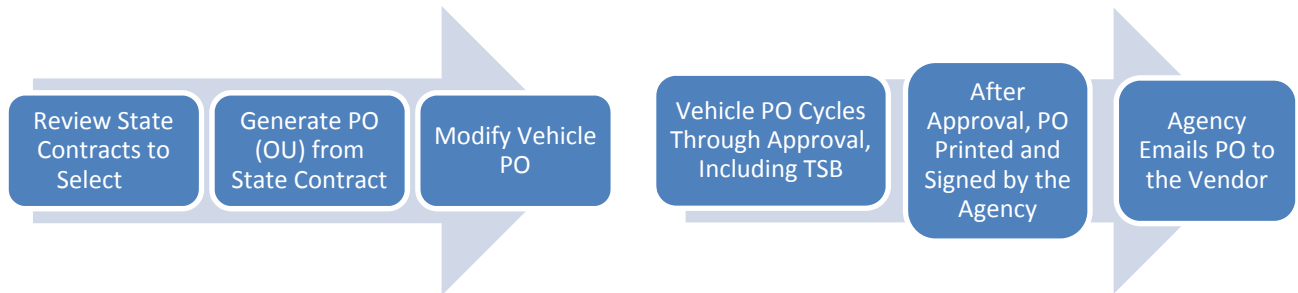 Review State
Contracts to
Select
Generate PO
(OU) from
State Contract
Modify Vehicle
PO
Vehicle PO Cycles
Through Approval,
Including TSB
After
Approval, PO
Printed and
Signed by the
Agency
Agency
Emails PO to
the Vendor